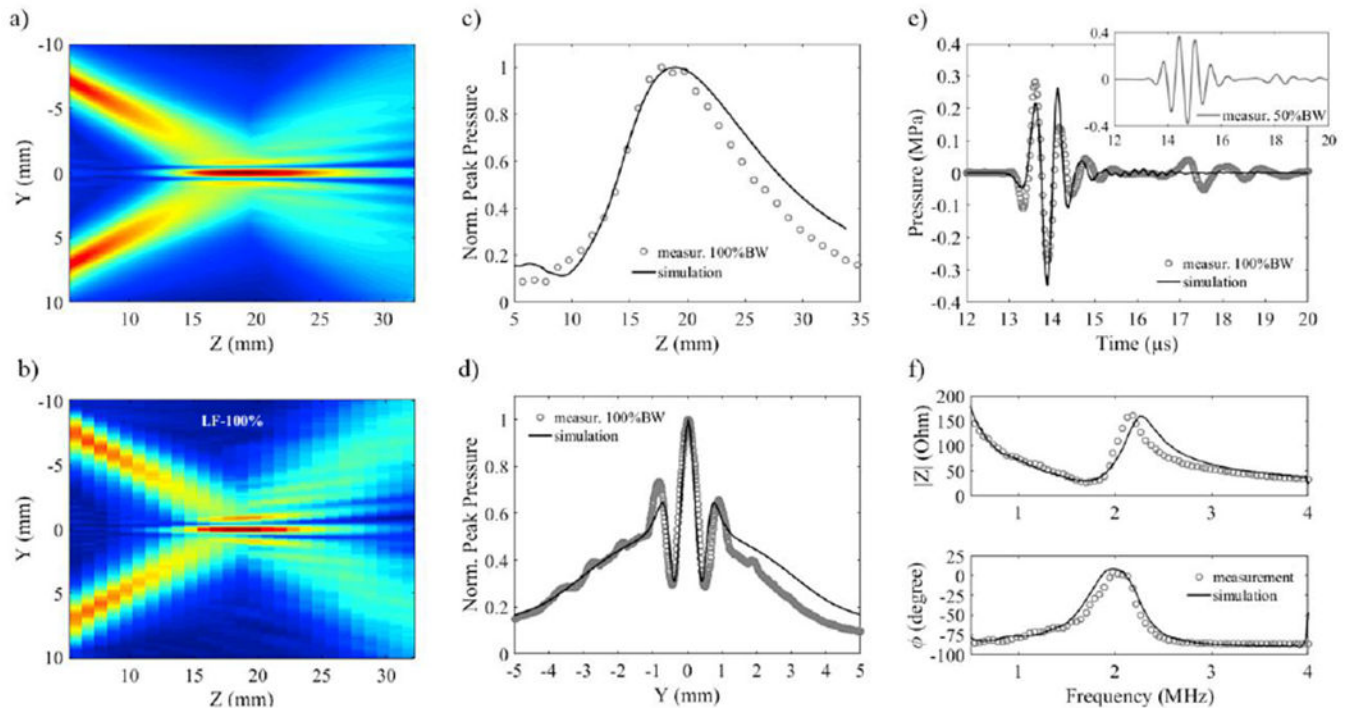 a)
-10
-5
0
5
10
Y (mm)
10 15 20 25 30
Z (mm)
b)
LF-100%
-10
-5
0
5
10
Y (mm)
10 15 20 25 30
Z (mm)
c)
1
0.8
0.6
0.4
0.2
0
Norm. Peak Pressure
measur. 100%BW
simulation
5 10 15 20 25 30 35
Z (mm)
d)
1
0.8
0.6
0.4
0.2
0
Norm. Peak Pressure
measur. 100%BW
simulation
-5 -4 -3 -2 -1 0 1 2 3 4 5
Y (mm)
e)
0.4
0.3
0.2
0.1
0
-0.1
-0.2
-0.3
-0.4
Pressure (MPa)
0.4
0
-0.4
measur. 50%BW
12 14 16 18 20
measur. 100%BW
simulation
12 13 14 15 16 17 18 19 20
Time (µs)
f)
200
150
100
50
0
|Z| (Ohm)
1 2 3 4
25
0
-25
-50
-75
-100
ϕ (degree)
measurement
simulation
1 2 3 4
Frequency (MHz)